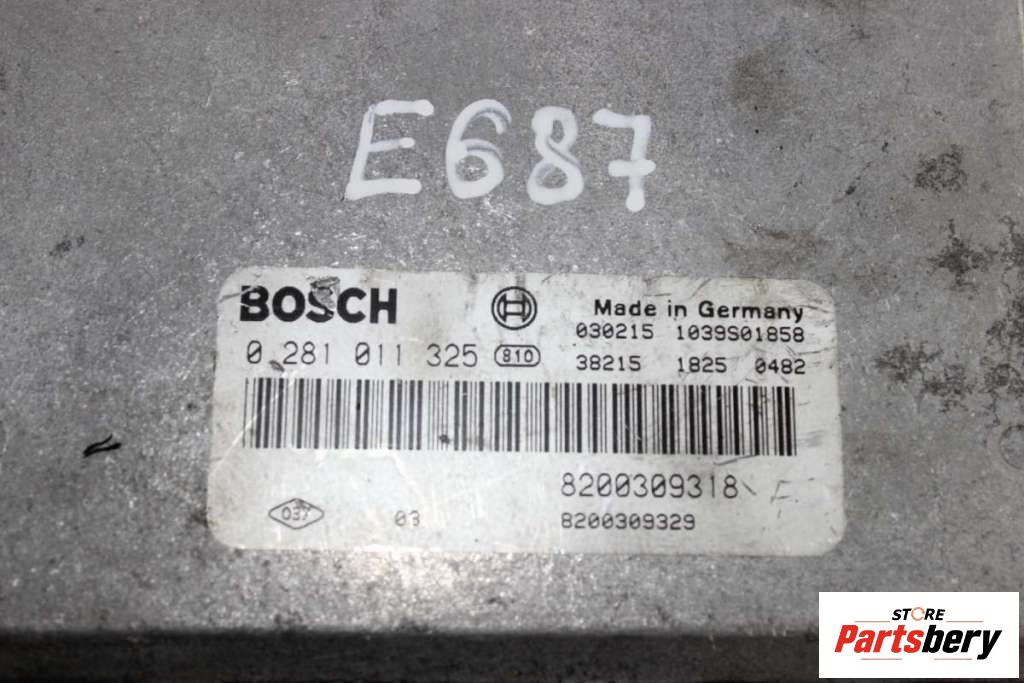 E687
BOSCH
Made in Germany
030215 1039S01858
0 281 011 325 810
38215 1825 0482
8200309318 F
037 03
8200309329
STORE
Partsbery